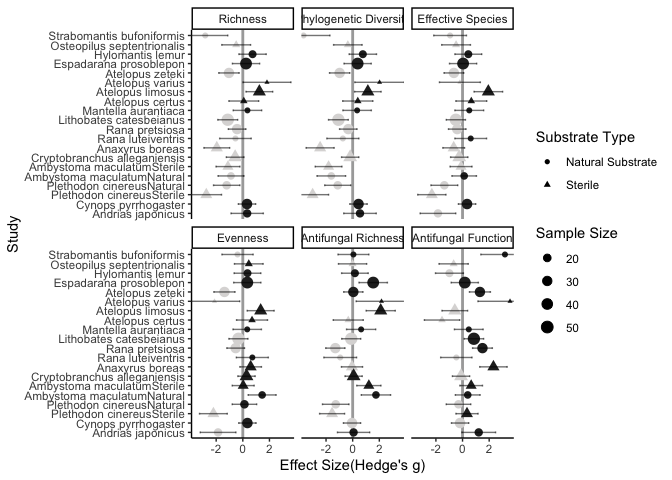 Richness
hylogenetic Diversit
Effective Species
Strabomantis bufoniformis
Osteopilus septentrionalis
Hylomantis lemur
Espadarana prosoblepon
Atelopus zeteki
Atelopus varius
Atelopus limosus
Atelopus certus
Mantella aurantiaca
Lithobates catesbeianus
Rana pretsiosa
Rana luteiventris
Anaxyrus boreas
Cryptobranchus alleganiensis
Ambystoma maculatumSterile
Ambystoma maculatumNatural
Plethodon cinereusNatural
Plethodon cinereusSterile
Cynops pyrrhogaster
Andrias japonicus
Evenness
Antifungal Richness
Antifungal Function
Strabomantis bufoniformis
Osteopilus septentrionalis
Hylomantis lemur
Espadarana prosoblepon
Atelopus zeteki
Atelopus varius
Atelopus limosus
Atelopus certus
Mantella aurantiaca
Lithobates catesbeianus
Rana pretsiosa
Rana luteiventris
Anaxyrus boreas
Cryptobranchus alleganiensis
Ambystoma maculatumSterile
Ambystoma maculatumNatural
Plethodon cinereusNatural
Plethodon cinereusSterile
Cynops pyrrhogaster
Andrias japonicus
-2 0 2
-2 0 2
-2 0 2
Effect Size(Hedge's g)
Study
Substrate Type
Natural Substrate
Sterile
Sample Size
20
30
40
50